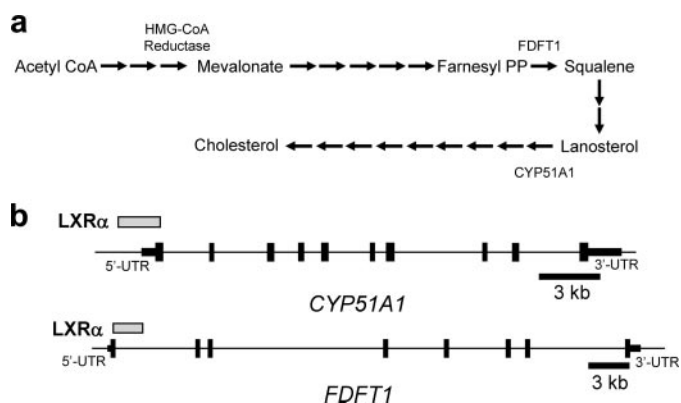 a
HMG-CoA
Reductase
FDFT1
Acetyl CoA Mevalonate Farnesyl PP Squalene
Cholesterol Lanosterol
CYP51A1
b
LXRα
5'-UTR 3'-UTR
CYP51A1 3 kb
LXRα
5'-UTR 3'-UTR
FDFT1 3 kb